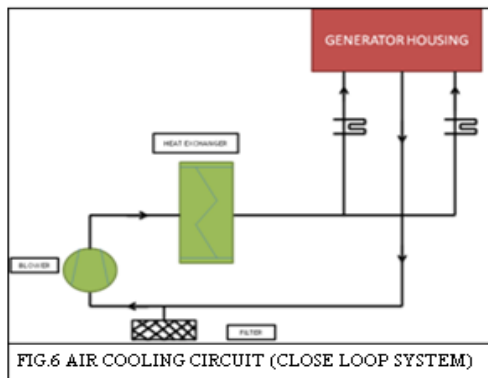 GENERATOR HOUSING
HEAT EXCHANGER
BLOWER
FILTER
FIG.6 AIR COOLING CIRCUIT (CLOSE LOOP SYSTEM)